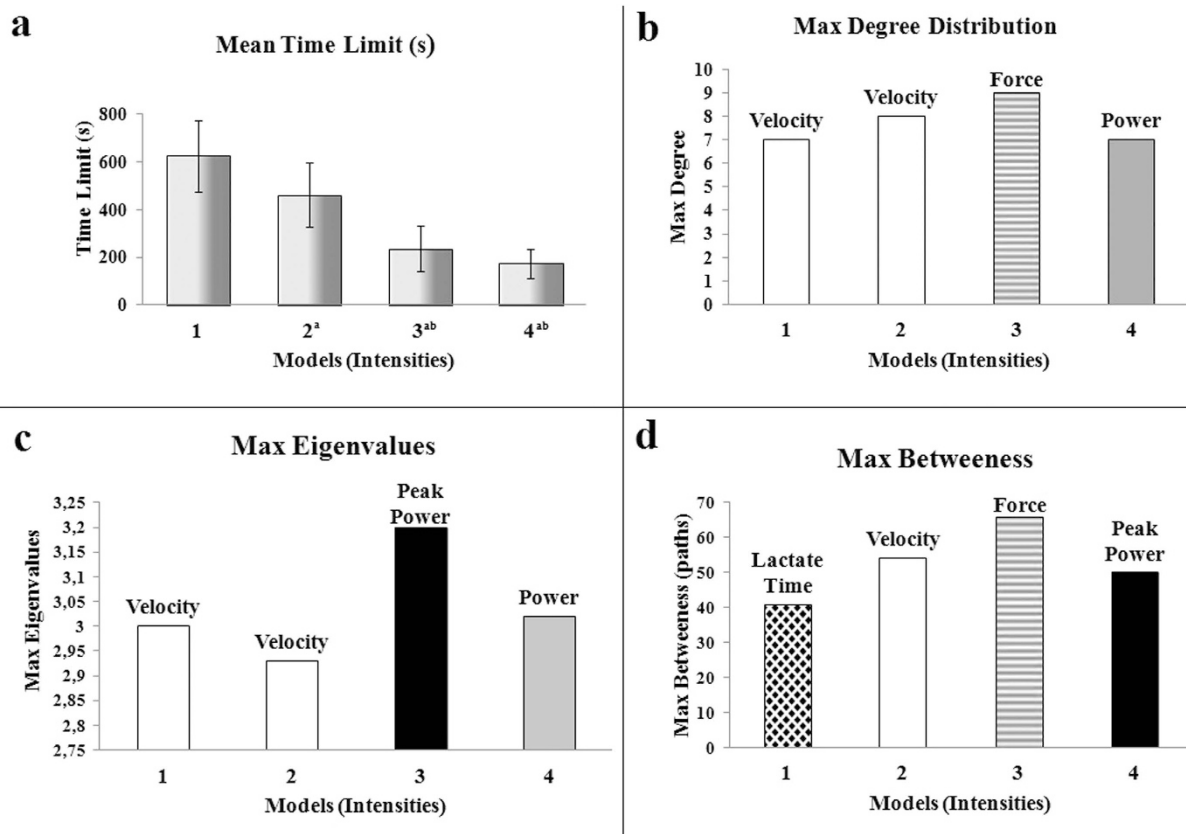 a
Mean Time Limit (s)
Time Limit (s)
800
600
400
200
0
1
2ᵃ
3ᵃᵇ
4ᵃᵇ
Models (Intensities)
b
Max Degree Distribution
Max Degree
10
9
8
7
6
5
4
3
2
1
0
Velocity
Velocity
Force
Power
1
2
3
4
Models (Intensities)
c
Max Eigenvalues
Max Eigenvalues
3,25
3,2
3,15
3,1
3,05
3
2,95
2,9
2,85
2,8
2,75
Velocity
Velocity
Peak
Power
Power
1
2
3
4
Models (Intensities)
d
Max Betweeness
Max Betweeness (paths)
70
60
50
40
30
20
10
0
Lactate
Time
Velocity
Force
Peak
Power
1
2
3
4
Models (Intensities)